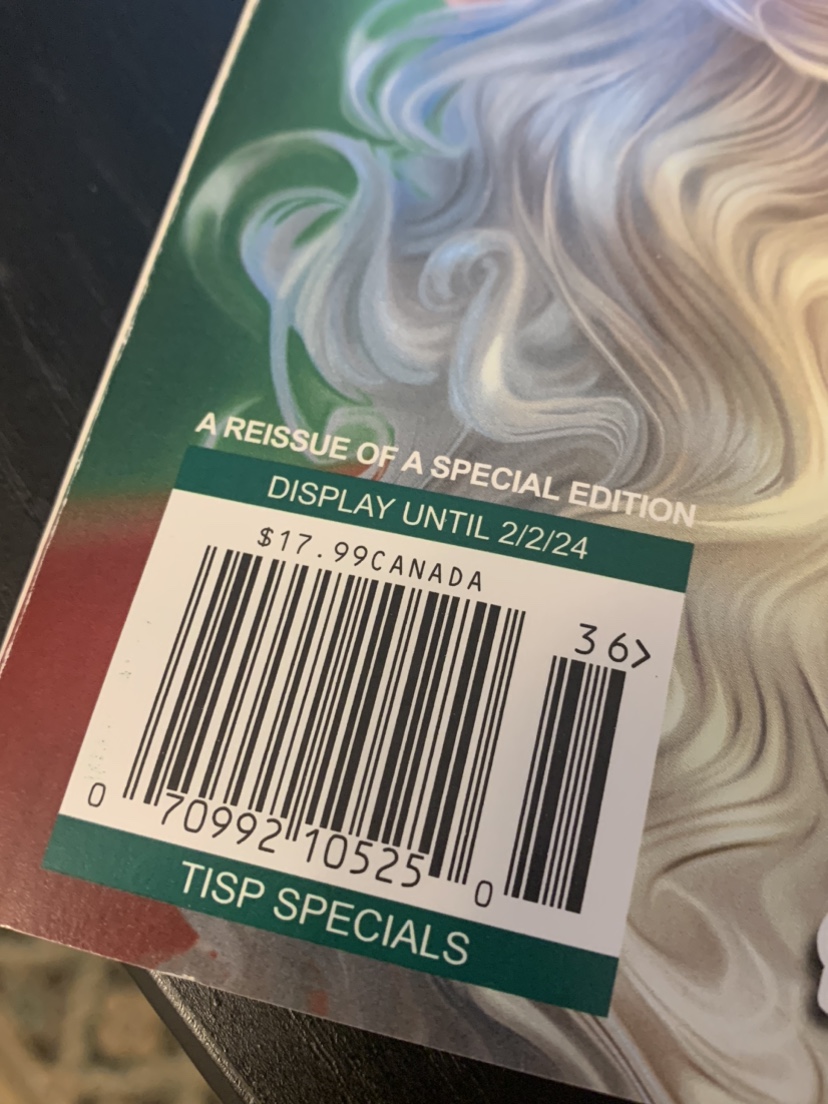 A REISSUE OF A SPECIAL EDITION
DISPLAY UNTIL 2/2/24
$17.99CANADA
36>
0 70992 10525 0
TISP SPECIALS